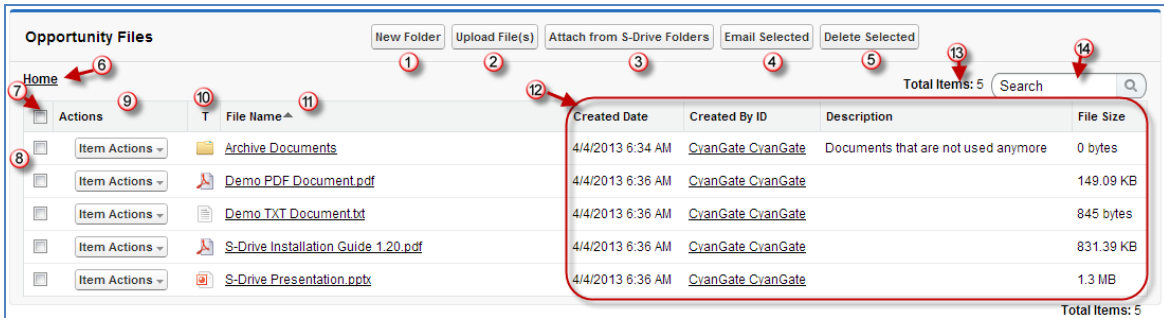 Opportunity Files New Folder Upload File(s) Attach from S-Drive Folders Email Selected Delete Selected
1 2 3 4 5 13 14
Home 6 Total Items: 5 Search
7 9 10 11 12
Actions T File Name Created Date Created By ID Description File Size
8
Item Actions Archive Documents 4/4/2013 6:34 AM CyanGate CyanGate Documents that are not used anymore 0 bytes
Item Actions Demo PDF Document.pdf 4/4/2013 6:36 AM CyanGate CyanGate 149.09 KB
Item Actions Demo TXT Document.txt 4/4/2013 6:36 AM CyanGate CyanGate 845 bytes
Item Actions S-Drive Installation Guide 1.20.pdf 4/4/2013 6:36 AM CyanGate CyanGate 831.39 KB
Item Actions S-Drive Presentation.pptx 4/4/2013 6:36 AM CyanGate CyanGate 1.3 MB
Total Items: 5